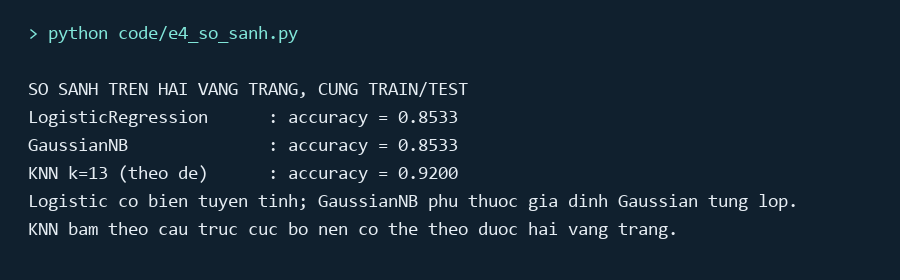 > python code/e4_so_sanh.py
SO SANH TREN HAI VANG TRANG, CUNG TRAIN/TEST
LogisticRegression      : accuracy = 0.8533
GaussianNB              : accuracy = 0.8533
KNN k=13 (theo de)      : accuracy = 0.9200
Logistic co bien tuyen tinh; GaussianNB phu thuoc gia dinh Gaussian tung lop.
KNN bam theo cau truc cuc bo nen co the theo duoc hai vang trang.